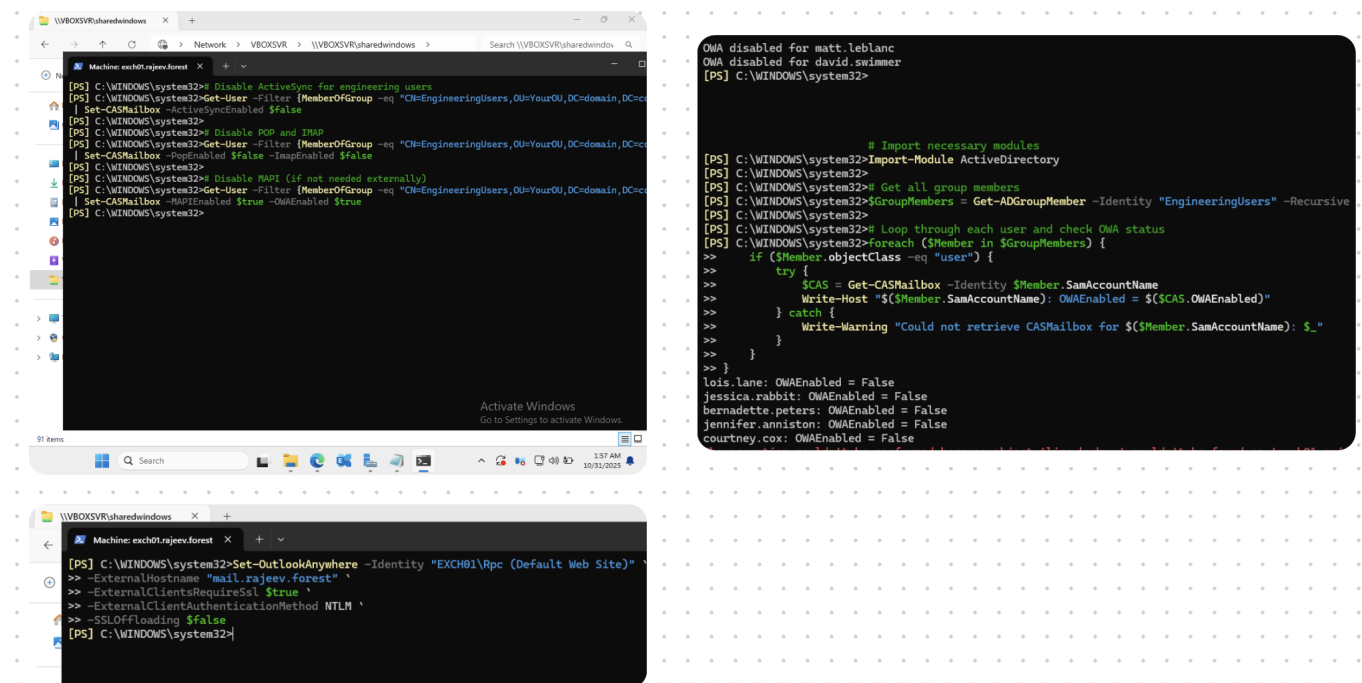 \\VBOXSVR\sharedwindows
Network > VBOXSVR > \\VBOXSVR\sharedwindows >
Search \\VBOXSVR\sharedwindov
Machine: exch01.rajeev.forest
[PS] C:\WINDOWS\system32># Disable ActiveSync for engineering users
[PS] C:\WINDOWS\system32>Get-User -Filter {MemberOfGroup -eq "CN=EngineeringUsers,OU=YourOU,DC=domain,DC=co
| Set-CASMailbox -ActiveSyncEnabled $false
[PS] C:\WINDOWS\system32>
[PS] C:\WINDOWS\system32># Disable POP and IMAP
[PS] C:\WINDOWS\system32>Get-User -Filter {MemberOfGroup -eq "CN=EngineeringUsers,OU=YourOU,DC=domain,DC=co
| Set-CASMailbox -PopEnabled $false -ImapEnabled $false
[PS] C:\WINDOWS\system32>
[PS] C:\WINDOWS\system32># Disable MAPI (if not needed externally)
[PS] C:\WINDOWS\system32>Get-User -Filter {MemberOfGroup -eq "CN=EngineeringUsers,OU=YourOU,DC=domain,DC=co
| Set-CASMailbox -MAPIEnabled $true -OWAEnabled $true
[PS] C:\WINDOWS\system32>
Activate Windows
Go to Settings to activate Windows.
91 items
Search
1:57 AM
10/31/2025
OWA disabled for matt.leblanc
OWA disabled for david.swimmer
[PS] C:\WINDOWS\system32>
# Import necessary modules
[PS] C:\WINDOWS\system32>Import-Module ActiveDirectory
[PS] C:\WINDOWS\system32>
[PS] C:\WINDOWS\system32># Get all group members
[PS] C:\WINDOWS\system32>$GroupMembers = Get-ADGroupMember -Identity "EngineeringUsers" -Recursive
[PS] C:\WINDOWS\system32>
[PS] C:\WINDOWS\system32># Loop through each user and check OWA status
[PS] C:\WINDOWS\system32>foreach ($Member in $GroupMembers) {
>> if ($Member.objectClass -eq "user") {
>> try {
>> $CAS = Get-CASMailbox -Identity $Member.SamAccountName
>> Write-Host "$($Member.SamAccountName): OWAEnabled = $($CAS.OWAEnabled)"
>> } catch {
>> Write-Warning "Could not retrieve CASMailbox for $($Member.SamAccountName): $_"
>> }
>> }
>> }
lois.lane: OWAEnabled = False
jessica.rabbit: OWAEnabled = False
bernadette.peters: OWAEnabled = False
jennifer.anniston: OWAEnabled = False
courtney.cox: OWAEnabled = False
\\VBOXSVR\sharedwindows
Machine: exch01.rajeev.forest
[PS] C:\WINDOWS\system32>Set-OutlookAnywhere -Identity "EXCH01\Rpc (Default Web Site)" `
>> -ExternalHostname "mail.rajeev.forest" `
>> -ExternalClientsRequireSsl $true `
>> -ExternalClientAuthenticationMethod NTLM `
>> -SSLOffloading $false
[PS] C:\WINDOWS\system32>